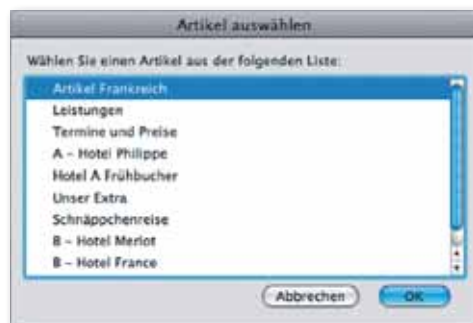 Artikel auswählen
Wählen Sie einen Artikel aus der folgenden Liste:
Artikel Frankreich
Leistungen
Termine und Preise
A – Hotel Philippe
Hotel A Frühbucher
Unser Extra
Schnäppchenreise
B – Hotel Merlot
B – Hotel France
Abbrechen OK